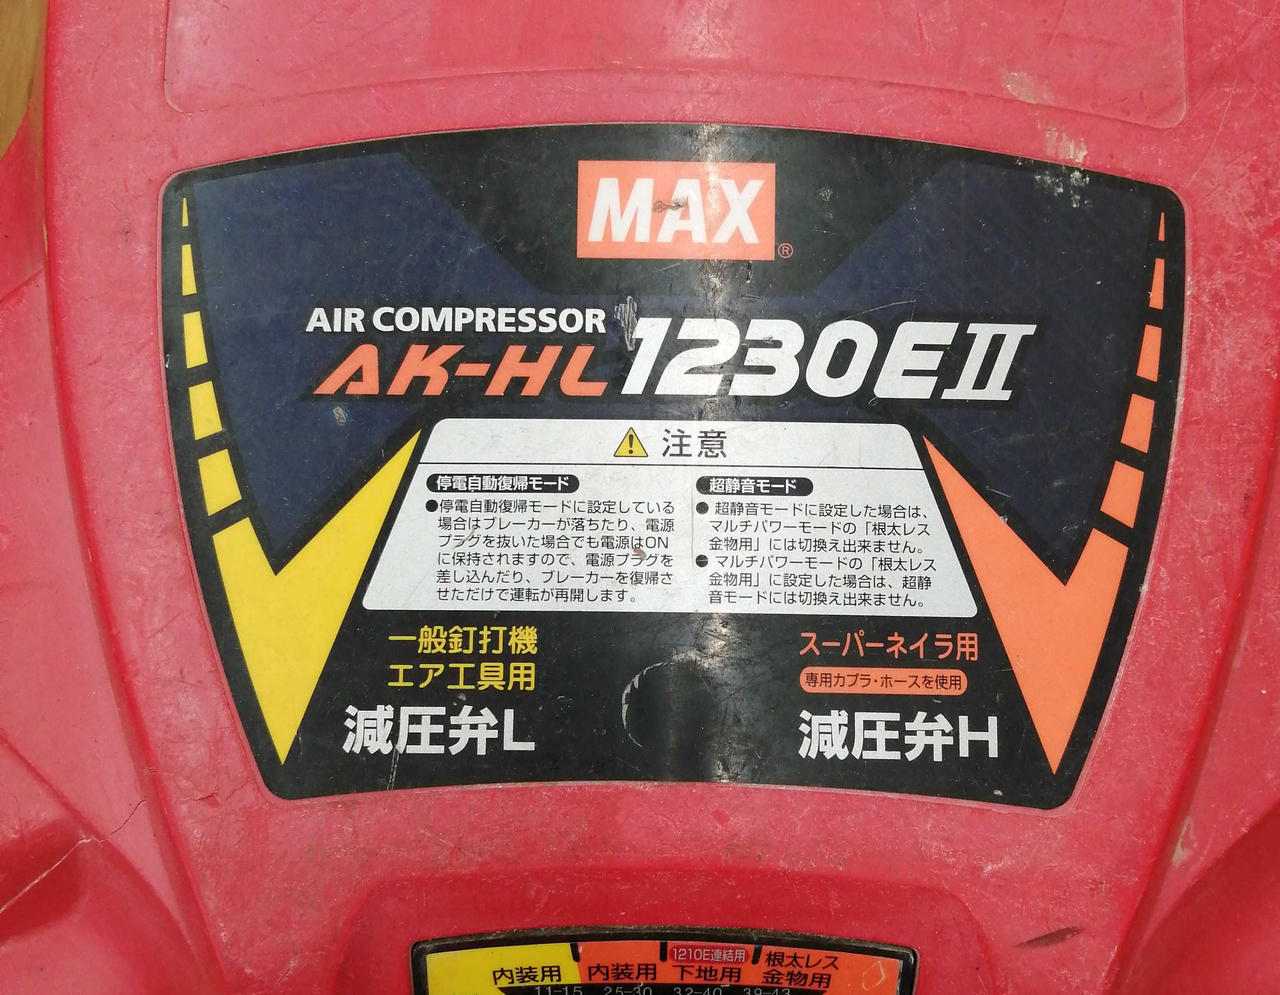 MAX®
AIR COMPRESSOR
AK-HL 1230EII
注意
停電自動復帰モード
●停電自動復帰モードに設定している
場合はブレーカーが落ちたり、電源
プラグを抜いた場合でも電源はON
に保持されますので、電源プラグを
差し込んだり、ブレーカーを復帰さ
せただけで運転が再開します。
超静音モード
●超静音モードに設定した場合は、
マルチパワーモードの「根太レス
金物用」には切換え出来ません。
●マルチパワーモードの「根太レス
金物用」に設定した場合は、超静
音モードには切換え出来ません。
一般釘打機
エア工具用
減圧弁L
スーパーネイラ用
専用カプラ・ホースを使用
減圧弁H
内装用
内装用
1210E連結用
下地用
根太レス
金物用
11-15 25-30 32-40 39-43